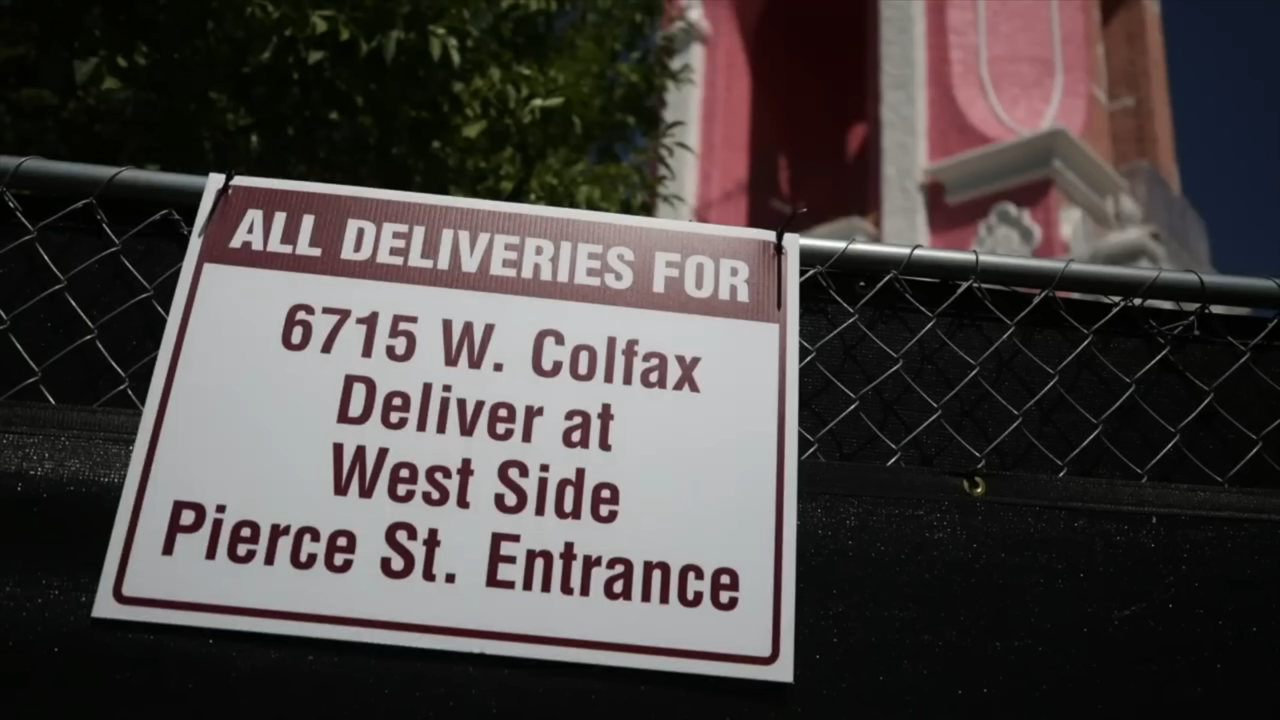 ALL DELIVERIES FOR
6715 W. Colfax
Deliver at
West Side
Pierce St. Entrance